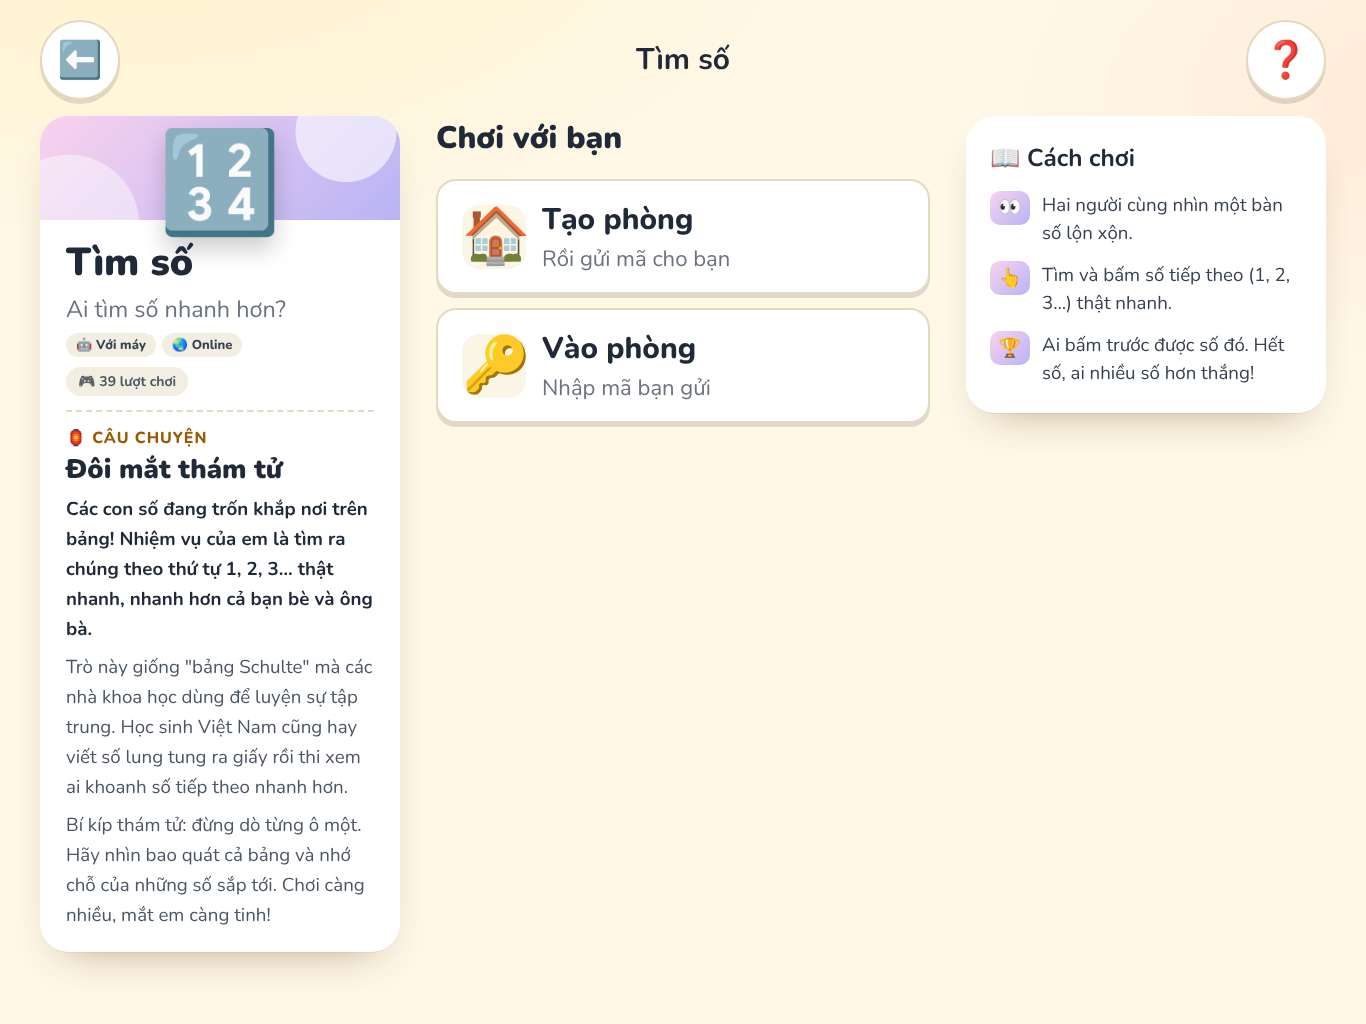 Tìm số
1 2
3 4
Tìm số
Ai tìm số nhanh hơn?
Với máy
Online
39 lượt chơi
CÂU CHUYỆN
Đôi mắt thám tử
Các con số đang trốn khắp nơi trên
bảng! Nhiệm vụ của em là tìm ra
chúng theo thứ tự 1, 2, 3... thật
nhanh, nhanh hơn cả bạn bè và ông
bà.
Trò này giống "bảng Schulte" mà các
nhà khoa học dùng để luyện sự tập
trung. Học sinh Việt Nam cũng hay
viết số lung tung ra giấy rồi thi xem
ai khoanh số tiếp theo nhanh hơn.
Bí kíp thám tử: đừng dò từng ô một.
Hãy nhìn bao quát cả bảng và nhớ
chỗ của những số sắp tới. Chơi càng
nhiều, mắt em càng tinh!
Chơi với bạn
Tạo phòng
Rồi gửi mã cho bạn
Vào phòng
Nhập mã bạn gửi
Cách chơi
Hai người cùng nhìn một bàn
số lộn xộn.
Tìm và bấm số tiếp theo (1, 2,
3...) thật nhanh.
Ai bấm trước được số đó. Hết
số, ai nhiều số hơn thắng!